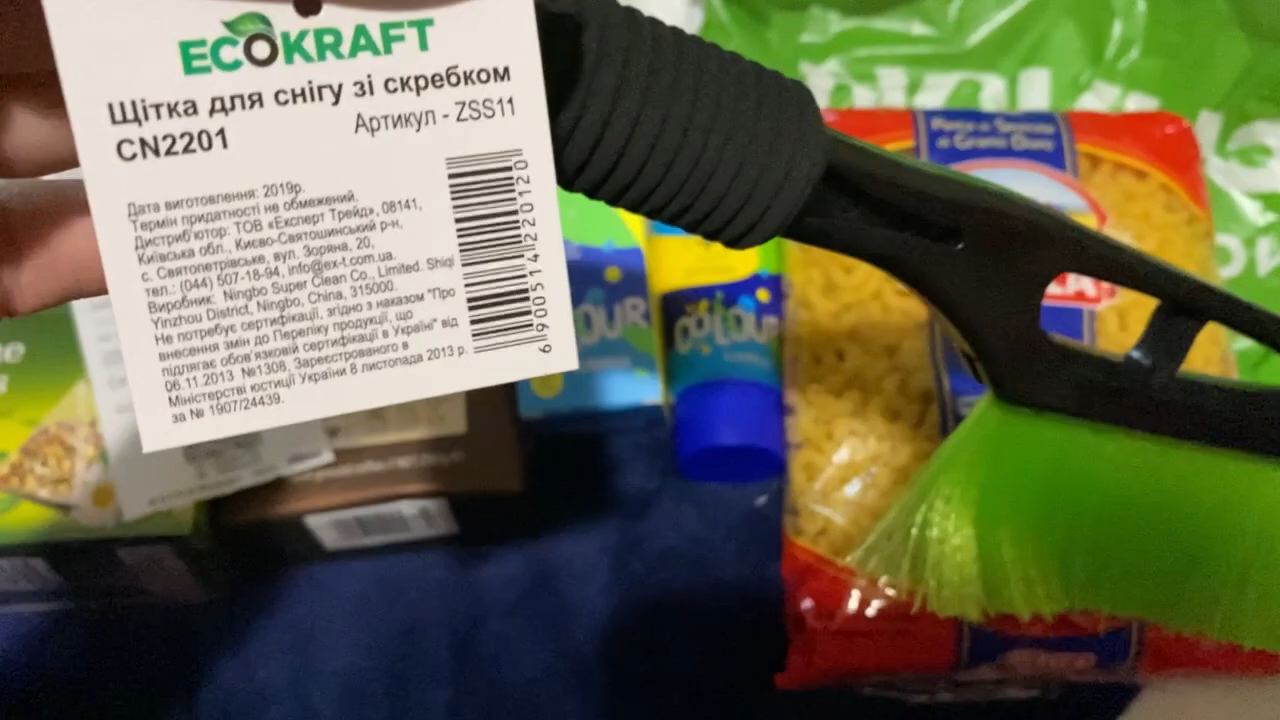 ECOKRAFT
Щітка для снігу зі скребком
CN2201
Артикул - ZSS11
Дата виготовлення: 2019р.
Термін придатності не обмежений.
Дистриб'ютор: ТОВ «Експерт Трейд», 08141,
Київська обл., Києво-Святошинський р-н,
с. Святопетрівське, вул. Зоряна, 20,
тел.: (044) 507-18-94, info@ex-t.com.ua.
Виробник: Ningbo Super Clean Co., Limited. Shiqi
Yinzhou District, Ningbo, China, 315000.
Не потребує сертифікації, згідно з наказом "Про
внесення змін до Переліку продукції, що
підлягає обов'язковій сертифікації в Україні" від
06.11.2013 №1308, Зареєстрованого в
Міністерстві юстиції України 8 листопада 2013 р.
за № 1907/24439.
6900514220120
OUR
COLOUR